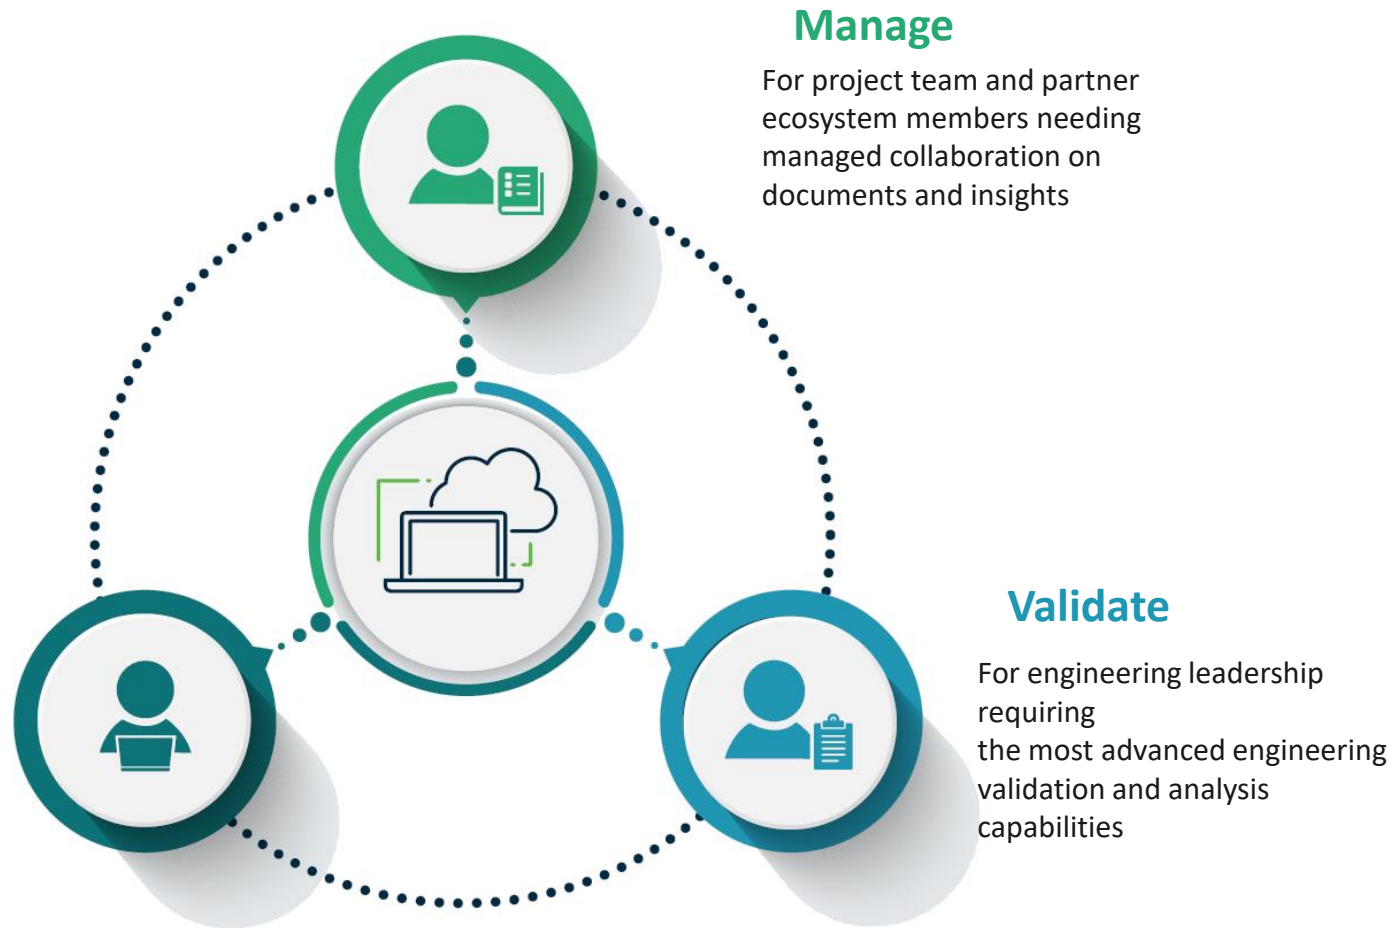 Manage
For project team and partner
ecosystem members needing
managed collaboration on
documents and insights
Validate
For engineering leadership
requiring
the most advanced engineering
validation and analysis
capabilities